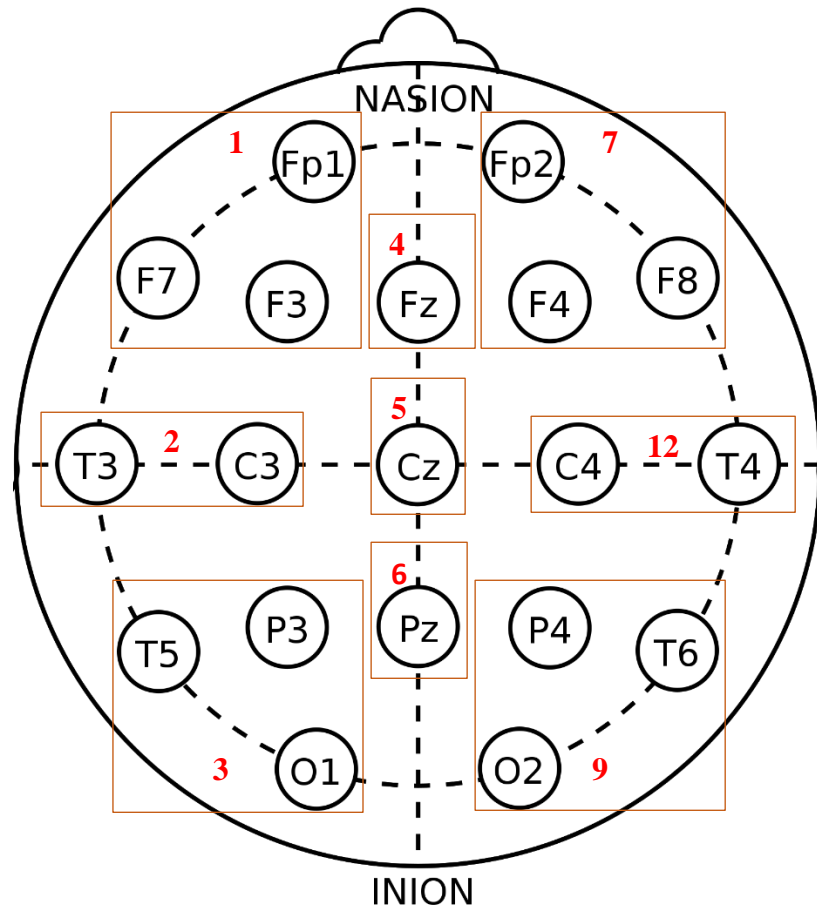 NASION
1 Fp1 Fp2 7
4
F7 F3 Fz F4 F8
5
2 12
T3 C3 Cz C4 T4
6
P3 Pz P4
T5 T6
3 O1 O2 9
INION